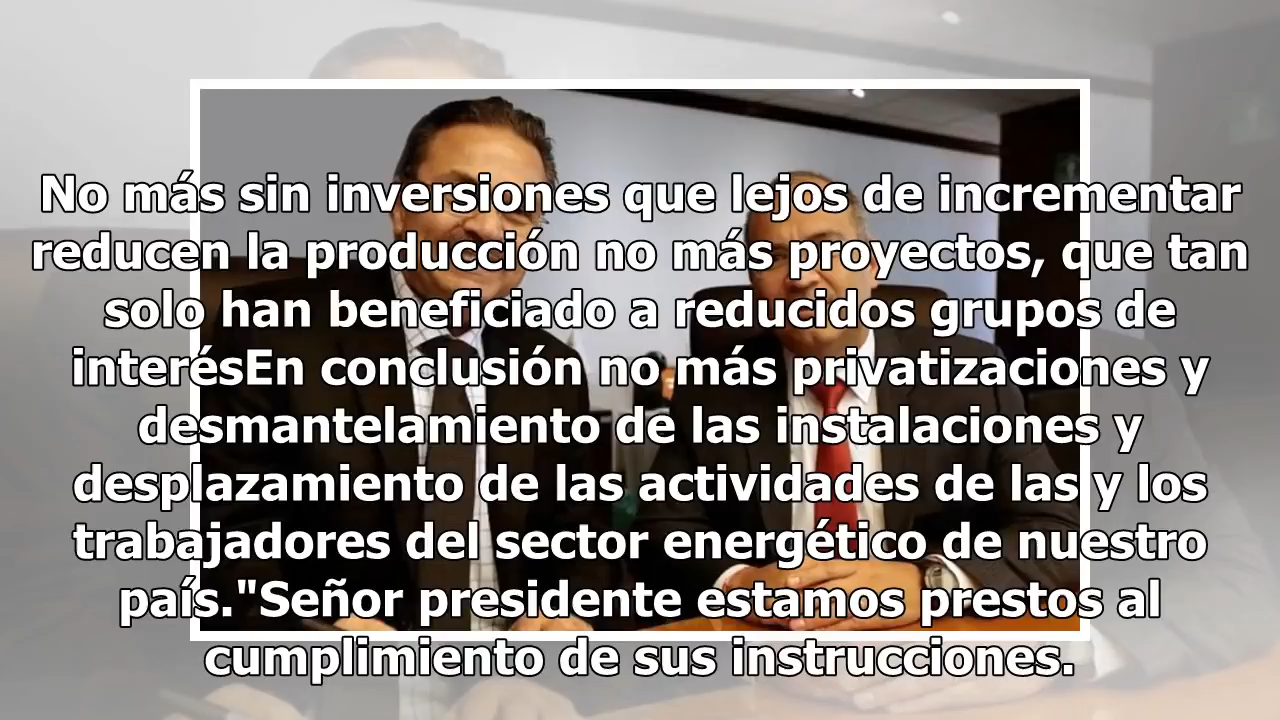 No más sin inversiones que lejos de incrementar
reducen la producción no más proyectos, que tan
solo han beneficiado a reducidos grupos de
interésEn conclusión no más privatizaciones y
desmantelamiento de las instalaciones y
desplazamiento de las actividades de las y los
trabajadores del sector energético de nuestro
país."Señor presidente estamos prestos al
cumplimiento de sus instrucciones.